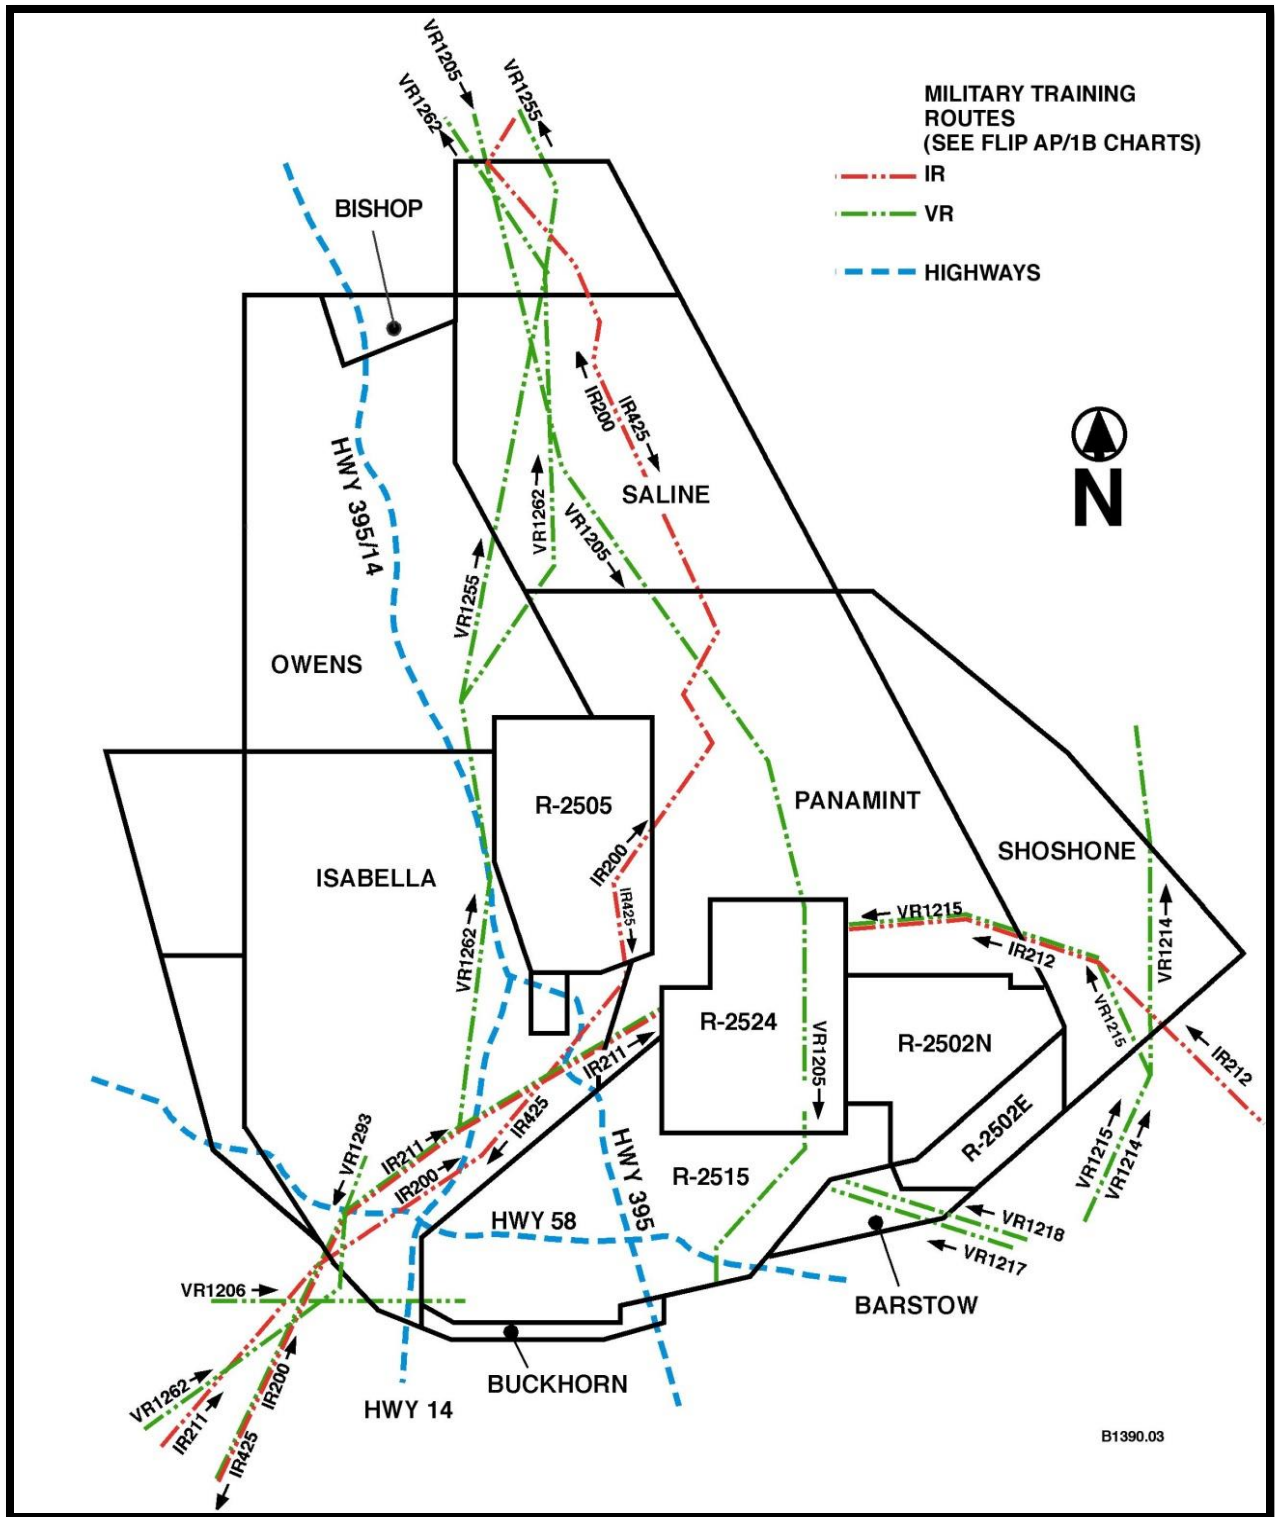 VR1205
VR1262
VR1255
MILITARY TRAINING
ROUTES
(SEE FLIP AP/1B CHARTS)
IR
VR
HIGHWAYS
BISHOP
IR200
IR425
HWY 395/14
SALINE
N
VR1262
VR1205
VR1255
OWENS
R-2505
PANAMINT
SHOSHONE
ISABELLA
IR200
IR425
VR1215
IR212
VR1214
VR1262
R-2524
VR1205
R-2502N
VR1215
IR212
IR211
R-2502E
IR425
VR1293
IR211
IR200
HWY 395
R-2515
VR1215
VR1214
HWY 58
VR1218
VR1217
VR1206
BARSTOW
BUCKHORN
HWY 14
VR1262
IR211
IR200
IR425
B1390.03